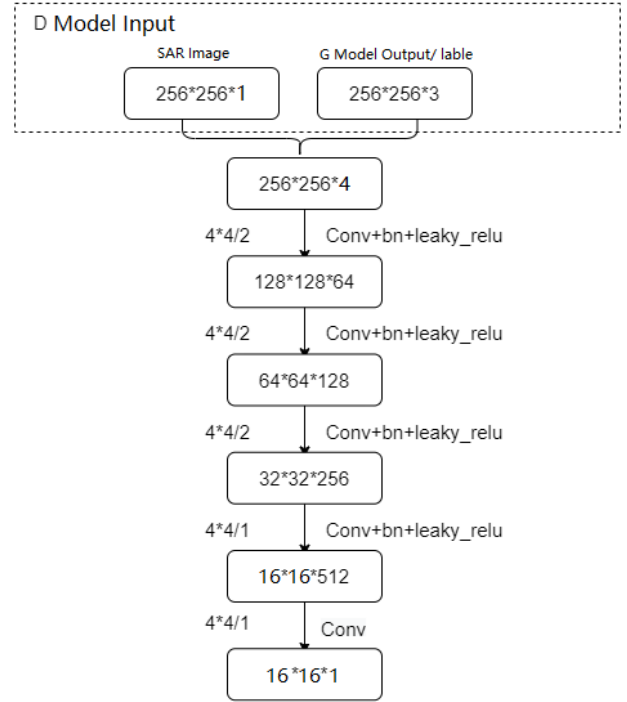 D Model Input
SAR Image
G Model Output/ lable
256*256*1
256*256*3
256*256*4
4*4/2
Conv+bn+leaky_relu
128*128*64
4*4/2
Conv+bn+leaky_relu
64*64*128
4*4/2
Conv+bn+leaky_relu
32*32*256
4*4/1
Conv+bn+leaky_relu
16*16*512
4*4/1
Conv
16*16*1